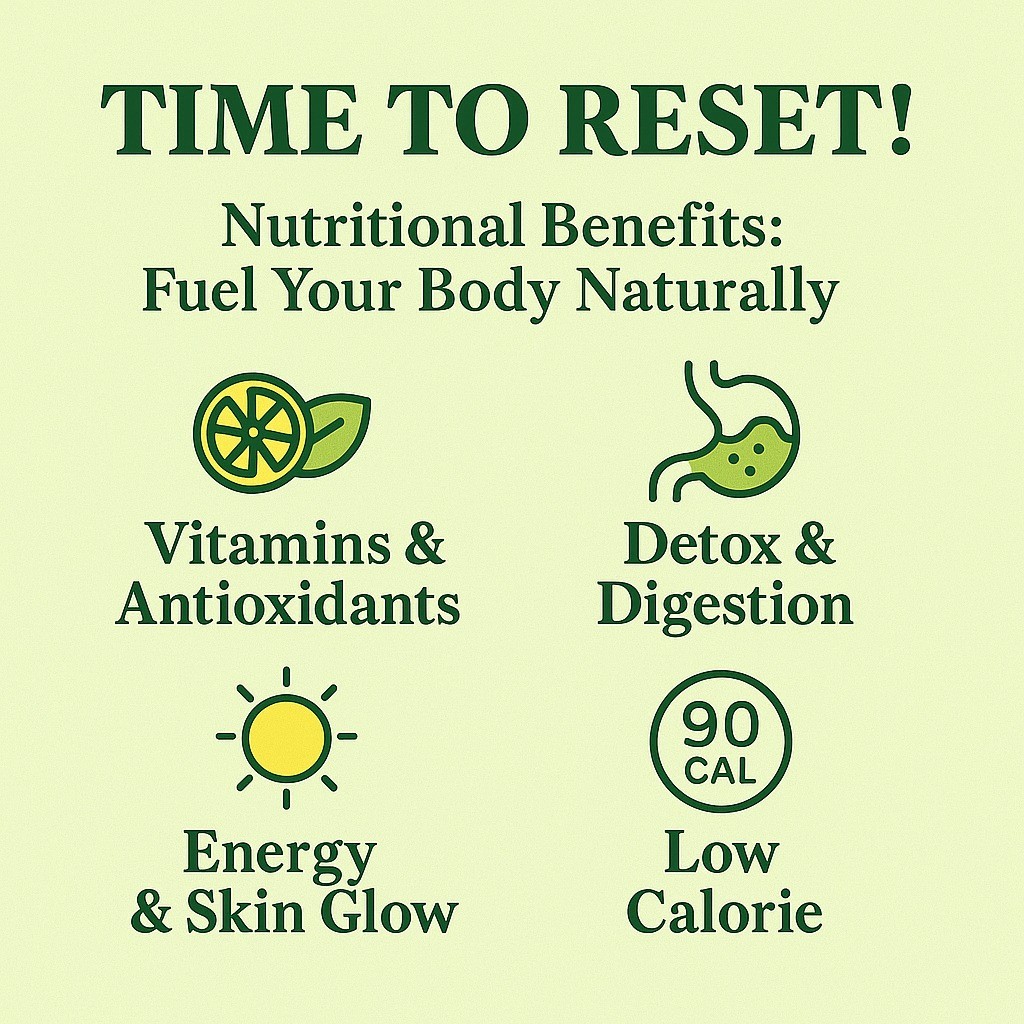 TIME TO RESET!
Nutritional Benefits:
Fuel Your Body Naturally
Vitamins &
Antioxidants
Detox &
Digestion
Energy
& Skin Glow
90
CAL
Low
Calorie